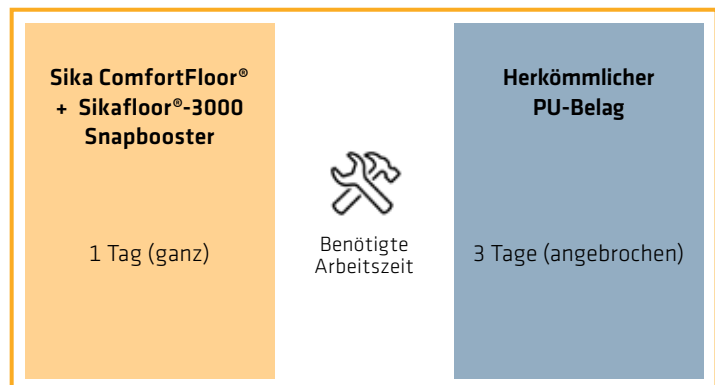 Sika ComfortFloor®
+ Sikafloor®-3000
Snapbooster
1 Tag (ganz)
Benötigte
Arbeitszeit
Herkömmlicher
PU-Belag
3 Tage (angebrochen)